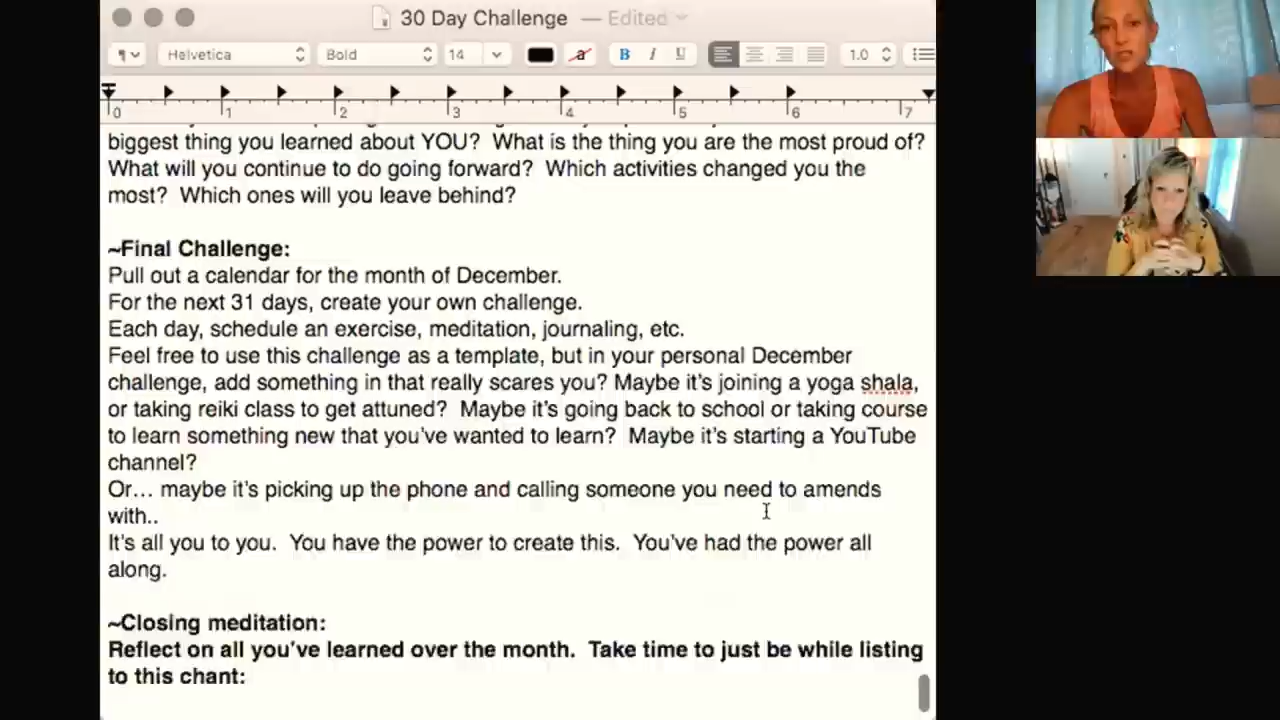 30 Day Challenge — Edited
Helvetica Bold 14 a B I U 1.0
0 1 2 3 4 5 6 7
biggest thing you learned about YOU?  What is the thing you are the most proud of?
What will you continue to do going forward?  Which activities changed you the
most?  Which ones will you leave behind?
~Final Challenge:
Pull out a calendar for the month of December.
For the next 31 days, create your own challenge.
Each day, schedule an exercise, meditation, journaling, etc.
Feel free to use this challenge as a template, but in your personal December
challenge, add something in that really scares you? Maybe it's joining a yoga shala,
or taking reiki class to get attuned?  Maybe it's going back to school or taking course
to learn something new that you've wanted to learn?  Maybe it's starting a YouTube
channel?
Or… maybe it's picking up the phone and calling someone you need to amends
with..
It's all you to you.  You have the power to create this.  You've had the power all
along.
~Closing meditation:
Reflect on all you've learned over the month.  Take time to just be while listing
to this chant: